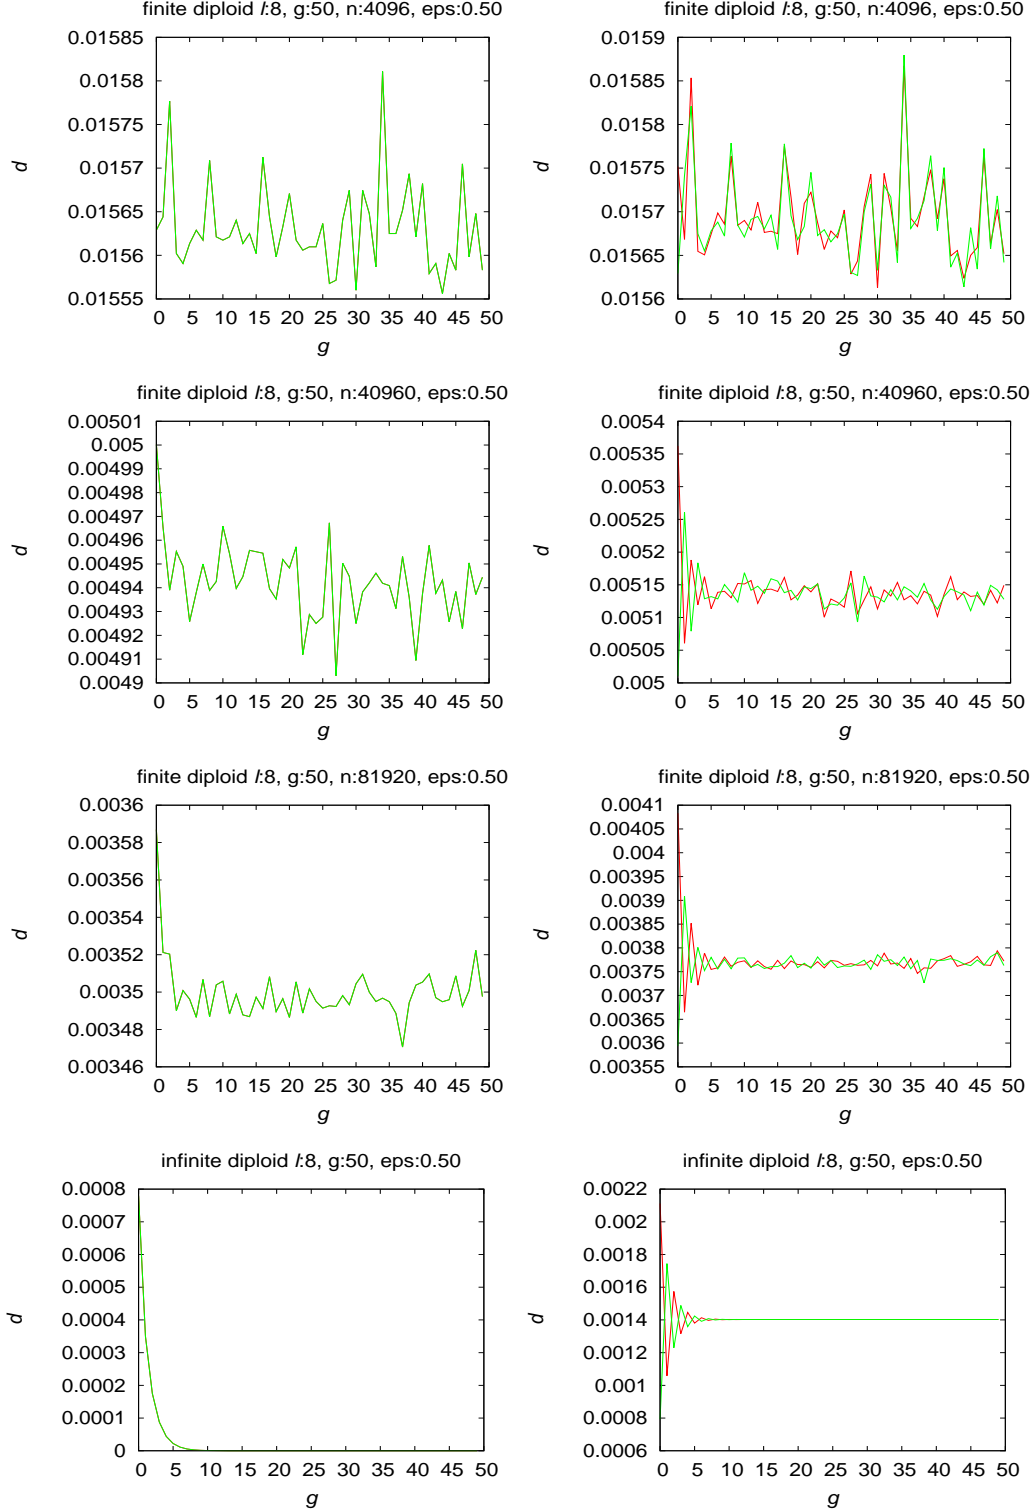 finite diploid l:8, g:50, n:4096, eps:0.50
0.01585
0.0158
0.01575
0.0157
0.01565
0.0156
0.01555
d
0 5 10 15 20 25 30 35 40 45 50
g
finite diploid l:8, g:50, n:4096, eps:0.50
0.0159
0.01585
0.0158
0.01575
0.0157
0.01565
0.0156
d
0 5 10 15 20 25 30 35 40 45 50
g
finite diploid l:8, g:50, n:40960, eps:0.50
0.00501
0.005
0.00499
0.00498
0.00497
0.00496
0.00495
0.00494
0.00493
0.00492
0.00491
0.0049
d
0 5 10 15 20 25 30 35 40 45 50
g
finite diploid l:8, g:50, n:40960, eps:0.50
0.0054
0.00535
0.0053
0.00525
0.0052
0.00515
0.0051
0.00505
0.005
d
0 5 10 15 20 25 30 35 40 45 50
g
finite diploid l:8, g:50, n:81920, eps:0.50
0.0036
0.00358
0.00356
0.00354
0.00352
0.0035
0.00348
0.00346
d
0 5 10 15 20 25 30 35 40 45 50
g
finite diploid l:8, g:50, n:81920, eps:0.50
0.0041
0.00405
0.004
0.00395
0.0039
0.00385
0.0038
0.00375
0.0037
0.00365
0.0036
0.00355
d
0 5 10 15 20 25 30 35 40 45 50
g
infinite diploid l:8, g:50, eps:0.50
0.0008
0.0007
0.0006
0.0005
0.0004
0.0003
0.0002
0.0001
0
d
0 5 10 15 20 25 30 35 40 45 50
g
infinite diploid l:8, g:50, eps:0.50
0.0022
0.002
0.0018
0.0016
0.0014
0.0012
0.001
0.0008
0.0006
d
0 5 10 15 20 25 30 35 40 45 50
g